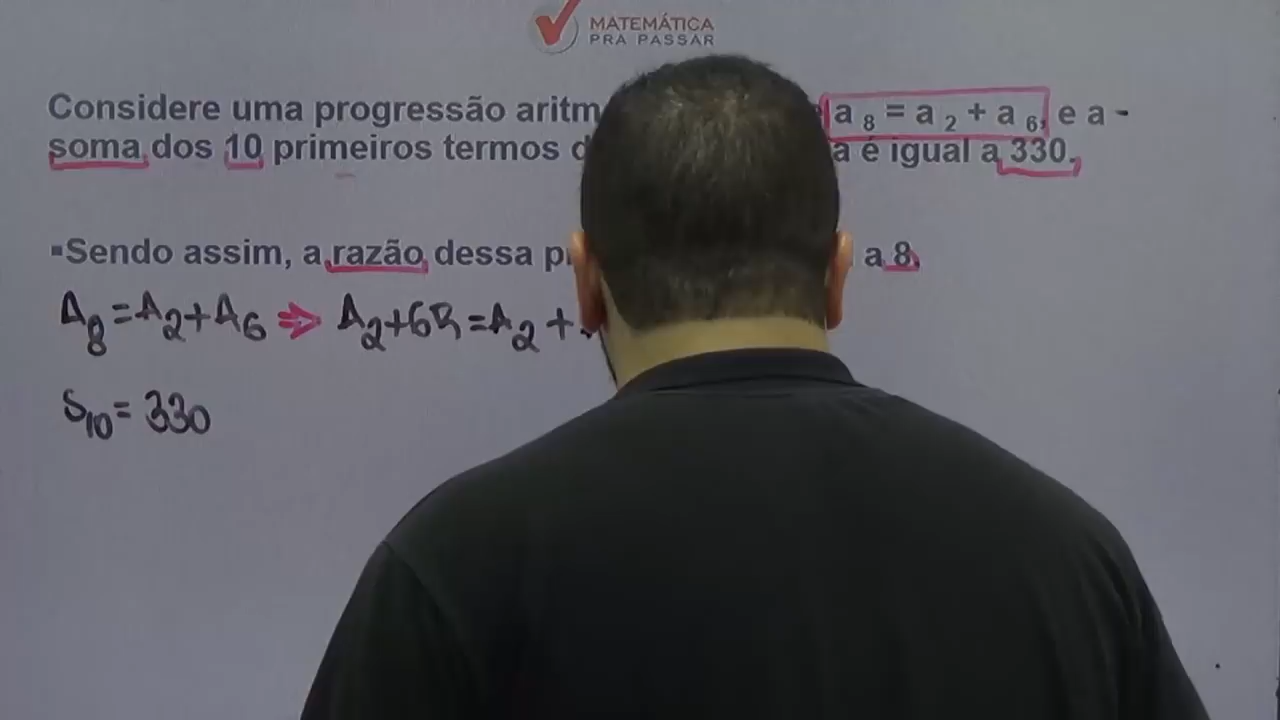 MATEMÁTICA
PRA PASSAR
Considere uma progressão a 8 = a 2 + a 6, e a -
soma dos 10 primeiros termos é igual a 330.
▪Sendo assim, a razão dessa a 8.
A8 = A2 + A6 ⇒ A2 + 6R = A2 +
S10 = 330